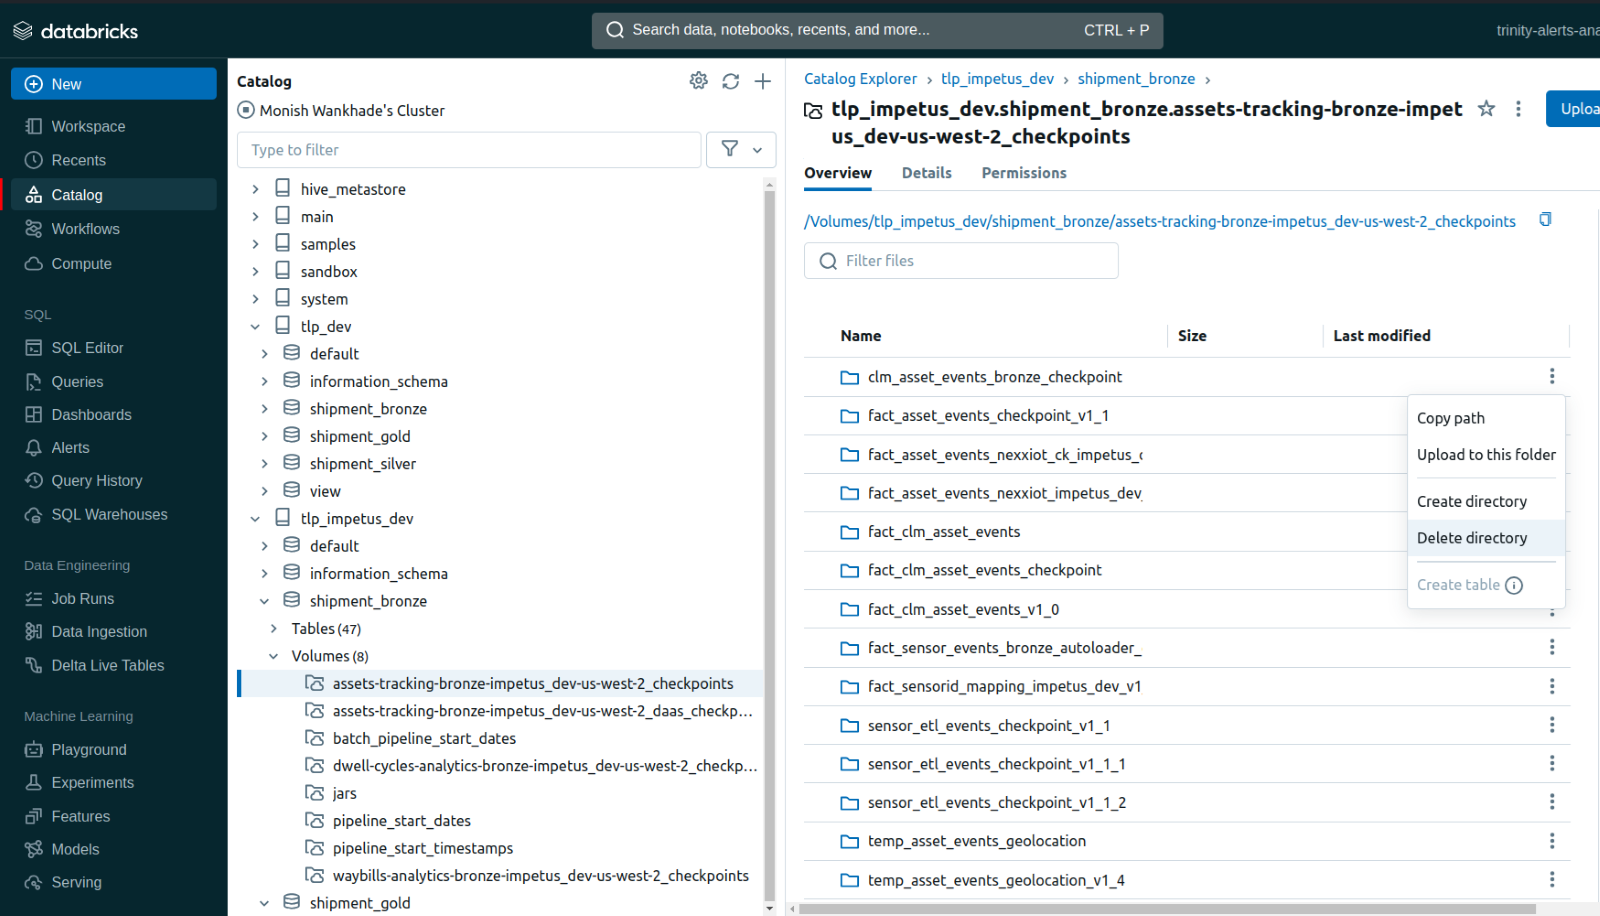 databricks
Search data, notebooks, recents, and more...
CTRL + P
trinity-alerts-ana
New
Workspace
Recents
Catalog
Workflows
Compute
SQL
SQL Editor
Queries
Dashboards
Alerts
Query History
SQL Warehouses
Data Engineering
Job Runs
Data Ingestion
Delta Live Tables
Machine Learning
Playground
Experiments
Features
Models
Serving
Catalog
Monish Wankhade's Cluster
Type to filter
hive_metastore
main
samples
sandbox
system
tlp_dev
default
information_schema
shipment_bronze
shipment_gold
shipment_silver
view
tlp_impetus_dev
default
information_schema
shipment_bronze
Tables (47)
Volumes (8)
assets-tracking-bronze-impetus_dev-us-west-2_checkpoints
assets-tracking-bronze-impetus_dev-us-west-2_daas_checkp...
batch_pipeline_start_dates
dwell-cycles-analytics-bronze-impetus_dev-us-west-2_checkp...
jars
pipeline_start_dates
pipeline_start_timestamps
waybills-analytics-bronze-impetus_dev-us-west-2_checkpoints
shipment_gold
Catalog Explorer › tlp_impetus_dev › shipment_bronze ›
tlp_impetus_dev.shipment_bronze.assets-tracking-bronze-impet
us_dev-us-west-2_checkpoints
Uploa
Overview
Details
Permissions
/Volumes/tlp_impetus_dev/shipment_bronze/assets-tracking-bronze-impetus_dev-us-west-2_checkpoints
Filter files
Name
Size
Last modified
clm_asset_events_bronze_checkpoint
fact_asset_events_checkpoint_v1_1
fact_asset_events_nexxiot_ck_impetus_
fact_asset_events_nexxiot_impetus_dev_
fact_clm_asset_events
fact_clm_asset_events_checkpoint
fact_clm_asset_events_v1_0
fact_sensor_events_bronze_autoloader_
fact_sensorid_mapping_impetus_dev_v1
sensor_etl_events_checkpoint_v1_1
sensor_etl_events_checkpoint_v1_1_1
sensor_etl_events_checkpoint_v1_1_2
temp_asset_events_geolocation
temp_asset_events_geolocation_v1_4
Copy path
Upload to this folder
Create directory
Delete directory
Create table